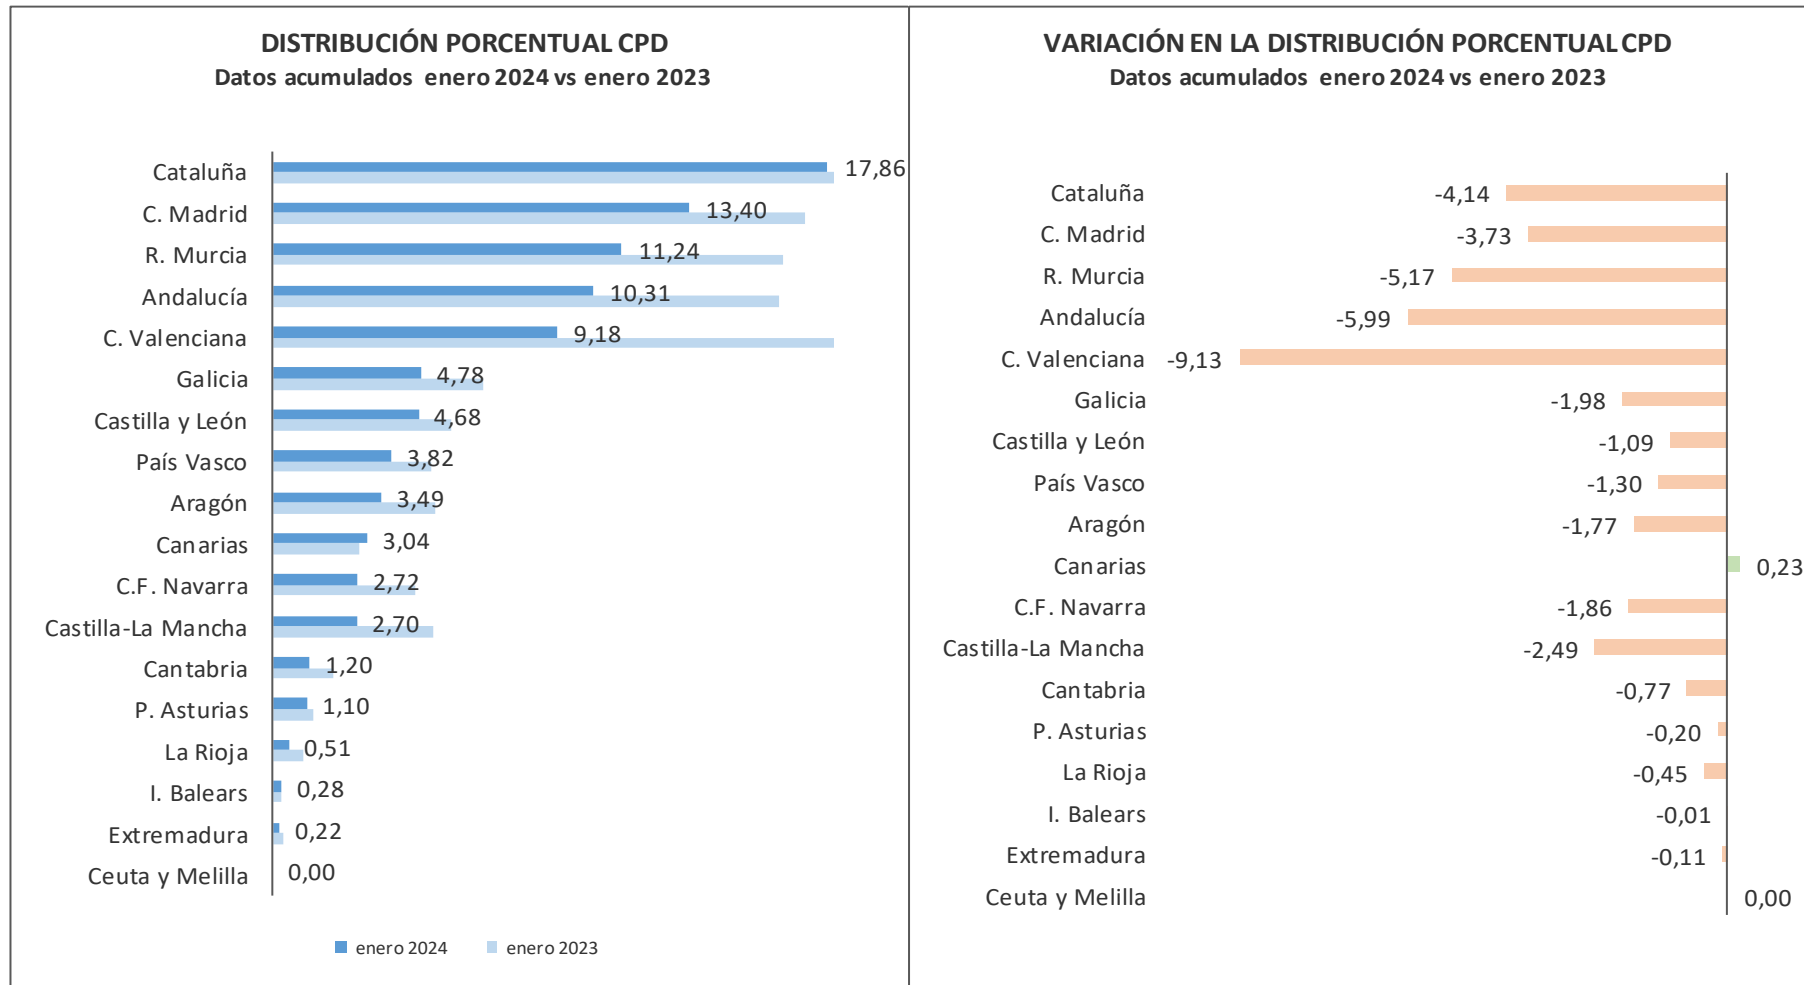 DISTRIBUCIÓN PORCENTUAL CPD
Datos acumulados enero 2024 vs enero 2023
Cataluña 17,86
C. Madrid 13,40
R. Murcia 11,24
Andalucía 10,31
C. Valenciana 9,18
Galicia 4,78
Castilla y León 4,68
País Vasco 3,82
Aragón 3,49
Canarias 3,04
C.F. Navarra 2,72
Castilla-La Mancha 2,70
Cantabria 1,20
P. Asturias 1,10
La Rioja 0,51
I. Balears 0,28
Extremadura 0,22
Ceuta y Melilla 0,00
enero 2024 enero 2023
VARIACIÓN EN LA DISTRIBUCIÓN PORCENTUAL CPD
Datos acumulados enero 2024 vs enero 2023
Cataluña -4,14
C. Madrid -3,73
R. Murcia -5,17
Andalucía -5,99
C. Valenciana -9,13
Galicia -1,98
Castilla y León -1,09
País Vasco -1,30
Aragón -1,77
Canarias 0,23
C.F. Navarra -1,86
Castilla-La Mancha -2,49
Cantabria -0,77
P. Asturias -0,20
La Rioja -0,45
I. Balears -0,01
Extremadura -0,11
Ceuta y Melilla 0,00